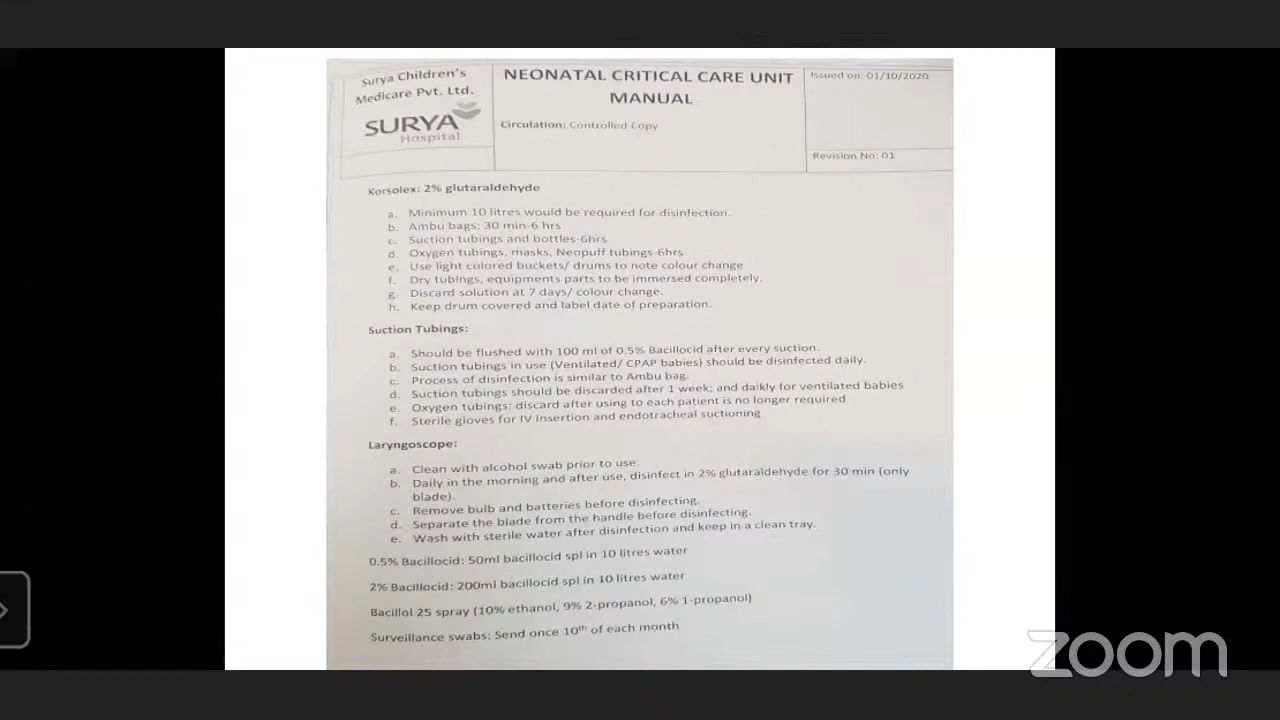 Surya Children's
Medicare Pvt. Ltd.
SURYA
Hospital
NEONATAL CRITICAL CARE UNIT
MANUAL
Circulation: Controlled Copy
Issued on: 01/10/2020
Revision No: 01
Korsolex: 2% glutaraldehyde
a. Minimum 10 litres would be required for disinfection.
b. Ambu bags: 30 min-6 hrs
c. Suction tubings and bottles-6hrs
d. Oxygen tubings, masks, Neopuff tubings-6hrs
e. Use light colored buckets/ drums to note colour change
f. Dry tubings, equipments parts to be immersed completely.
g. Discard solution at 7 days/ colour change.
h. Keep drum covered and label date of preparation.
Suction Tubings:
a. Should be flushed with 100 ml of 0.5% Bacillocid after every suction.
b. Suction tubings in use (Ventilated/ CPAP babies) should be disinfected daily.
c. Process of disinfection is similar to Ambu bag.
d. Suction tubings should be discarded after 1 week; and daikly for ventilated babies
e. Oxygen tubings: discard after using to each patient is no longer required
f. Sterile gloves for IV insertion and endotracheal suctioning
Laryngoscope:
a. Clean with alcohol swab prior to use.
b. Daily in the morning and after use, disinfect in 2% glutaraldehyde for 30 min (only
blade).
c. Remove bulb and batteries before disinfecting.
d. Separate the blade from the handle before disinfecting.
e. Wash with sterile water after disinfection and keep in a clean tray.
0.5% Bacillocid: 50ml bacillocid spl in 10 litres water
2% Bacillocid: 200ml bacillocid spl in 10 litres water
Bacillol 25 spray (10% ethanol, 9% 2-propanol, 6% 1-propanol)
Surveillance swabs: Send once 10th of each month
zoom